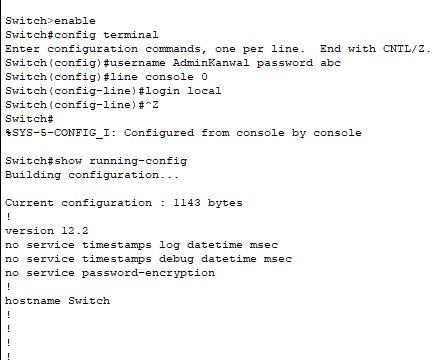 Switch>enable
Switch#config terminal
Enter configuration commands, one per line.  End with CNTL/Z.
Switch(config)#username AdminKanwal password abc
Switch(config)#line console 0
Switch(config-line)#login local
Switch(config-line)#^Z
Switch#
%SYS-5-CONFIG_I: Configured from console by console
Switch#show running-config
Building configuration...
Current configuration : 1143 bytes
!
version 12.2
no service timestamps log datetime msec
no service timestamps debug datetime msec
no service password-encryption
!
hostname Switch
!
!
!
!